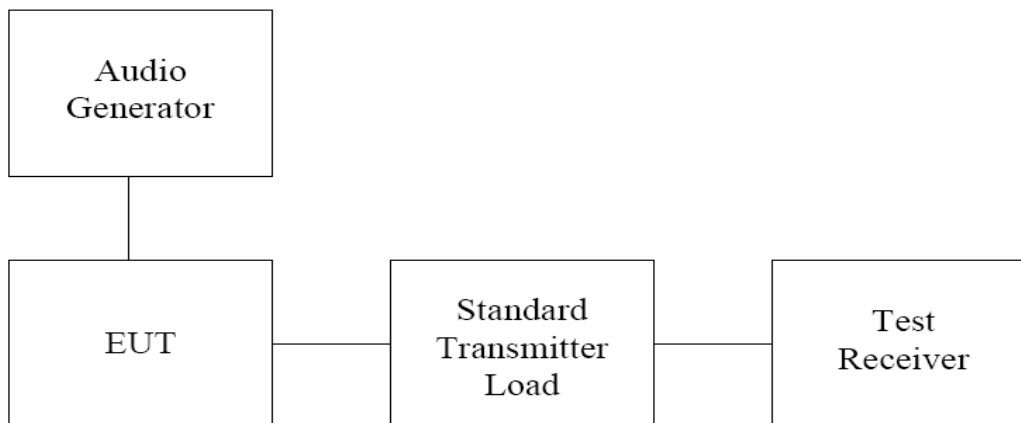 Audio
Generator
EUT
Standard
Transmitter
Load
Test
Receiver